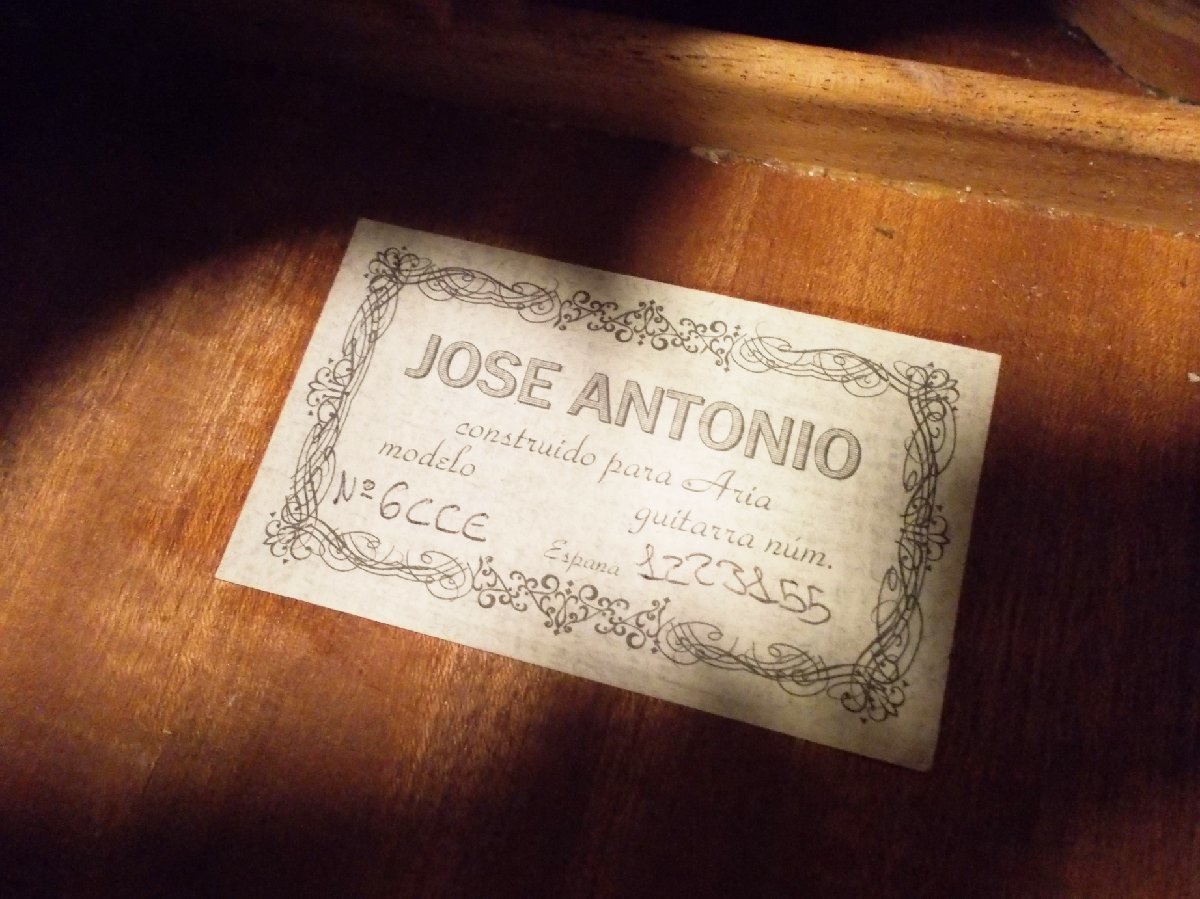 JOSE ANTONIO
construido para Aria
modelo
Nº 6CCE
guitarra núm.
Espana 1223155